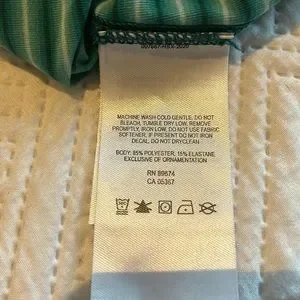 MACHINE WASH COLD GENTLE, DO NOT
BLEACH, TUMBLE DRY LOW, REMOVE
PROMPTLY, IRON LOW, DO NOT USE FABRIC
SOFTENER, IF PRESENT DO NOT IRON
DECAL, DO NOT DRYCLEAN
BODY: 85% POLYESTER, 15% ELASTANE
EXCLUSIVE OF ORNAMENTATION
RN 89674
CA 05367